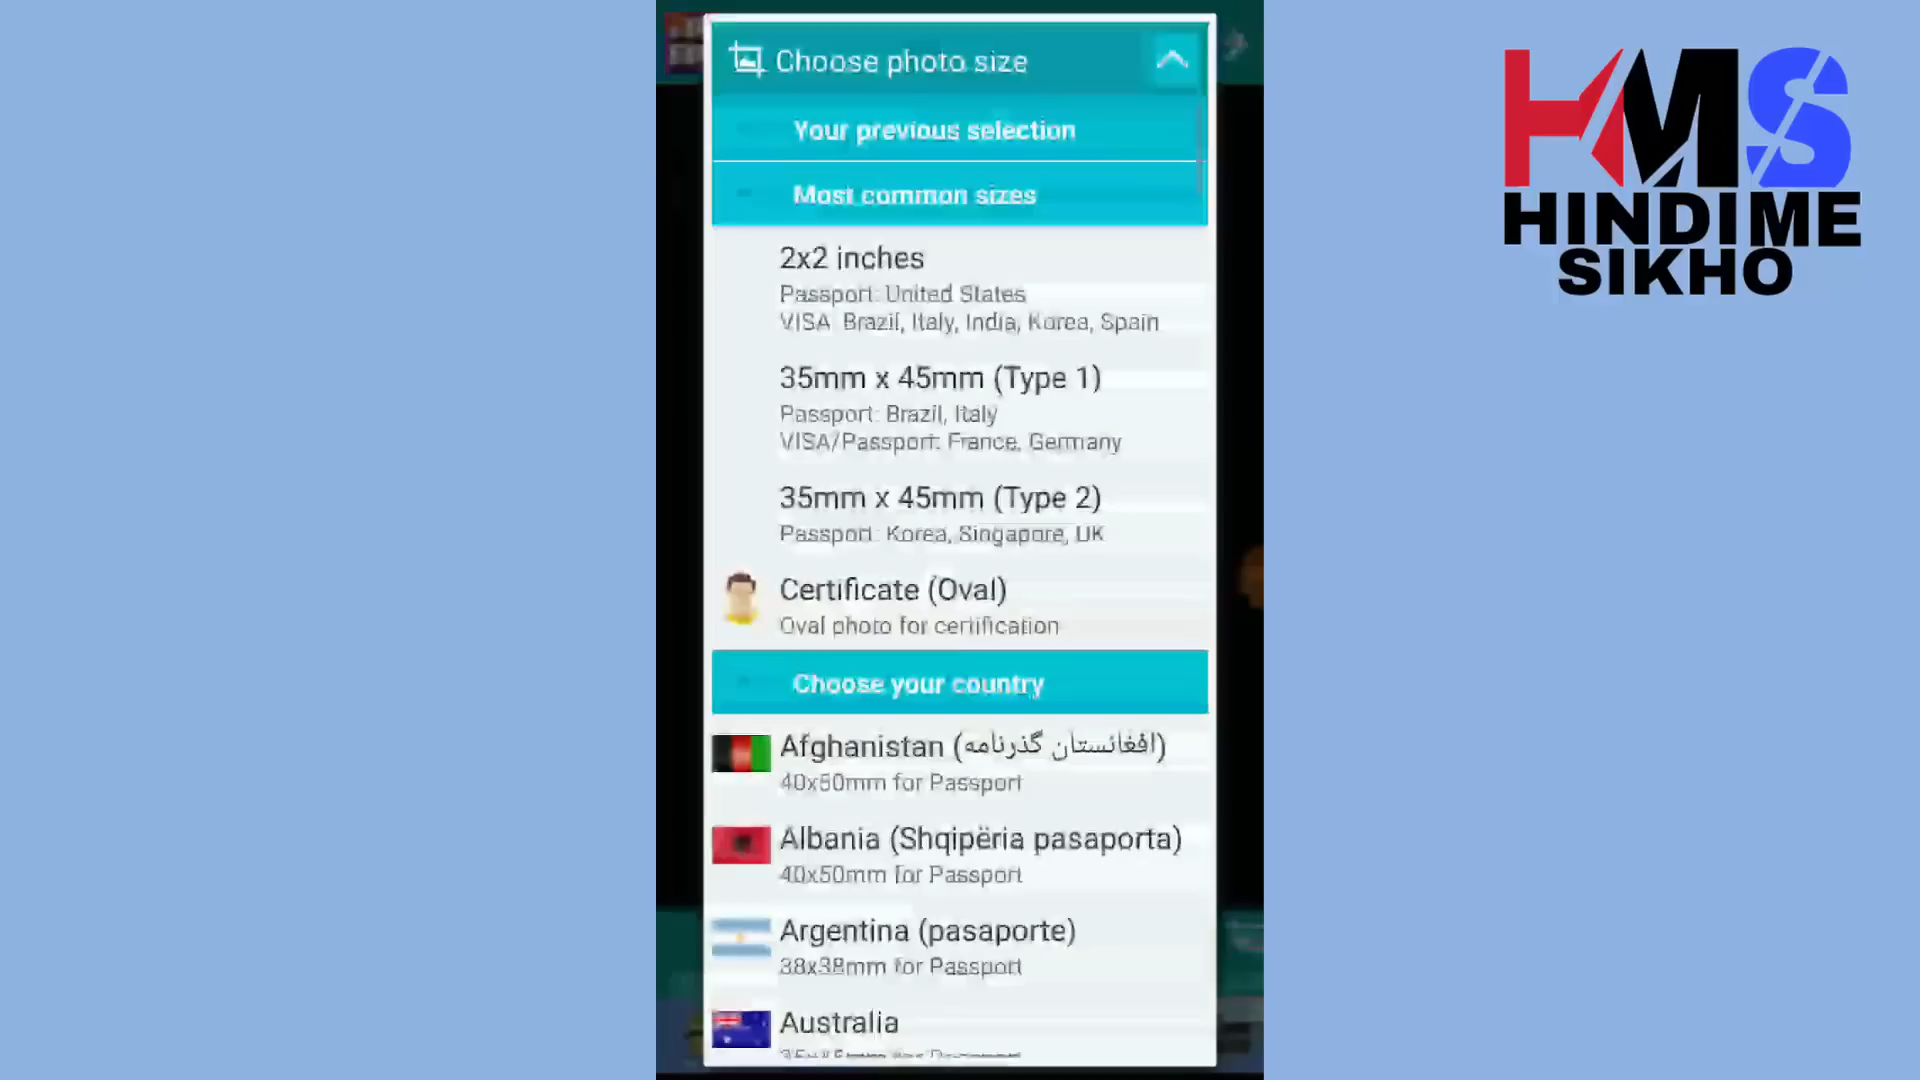 Choose photo size
Your previous selection
Most common sizes
2x2 inches
Passport: United States
VISA: Brazil, Italy, India, Korea, Spain
35mm x 45mm (Type 1)
Passport: Brazil, Italy
VISA/Passport: France, Germany
35mm x 45mm (Type 2)
Passport: Korea, Singapore, UK
Certificate (Oval)
Oval photo for certification
Choose your country
Afghanistan (افغانستان گذرنامه)
40x50mm for Passport
Albania (Shqipëria pasaporta)
40x50mm for Passport
Argentina (pasaporte)
38x38mm for Passport
Australia
HMS
HINDIME
SIKHO